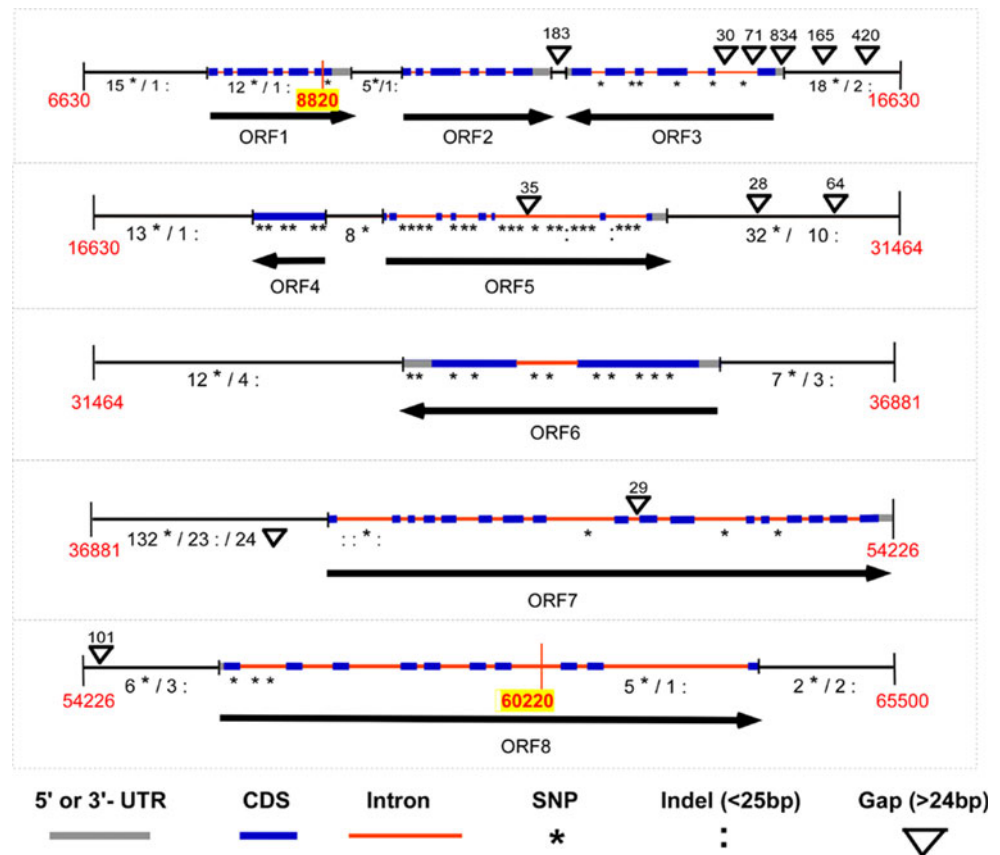 183 30 71 834 165 420
15 * / 1 : 12 * / 1 : * 5*/1: * ** * * * * 18 * / 2 :
6630 8820 16630
ORF1 ORF2 ORF3
35 28 64
13 * / 1 : ** ** ** 8 * **** *** *** * ** : *** : *** 32 * / 10 :
16630 31464
ORF4 ORF5
12 * / 4 : ** * * * * ** *** 7 * / 3 :
31464 36881
ORF6
29
132 * / 23 : / 24 : : * : * * *
36881 54226
ORF7
101
6 * / 3 : * ** 5 * / 1 : 2 * / 2 :
54226 60220 65500
ORF8
5' or 3'- UTR CDS Intron SNP Indel (<25bp) Gap (>24bp)
* :